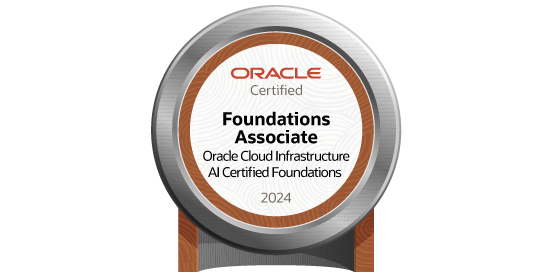 ORACLE
Certified
Foundations
Associate
Oracle Cloud Infrastructure
AI Certified Foundations
2024